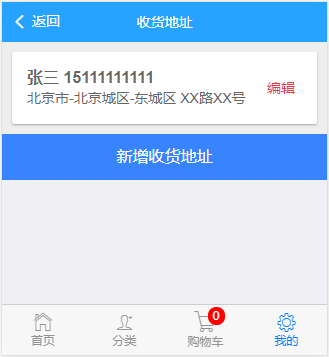 返回 收货地址
张三 15111111111
北京市-北京城区-东城区 XX路XX号
编辑
新增收货地址
0
首页 分类 购物车 我的